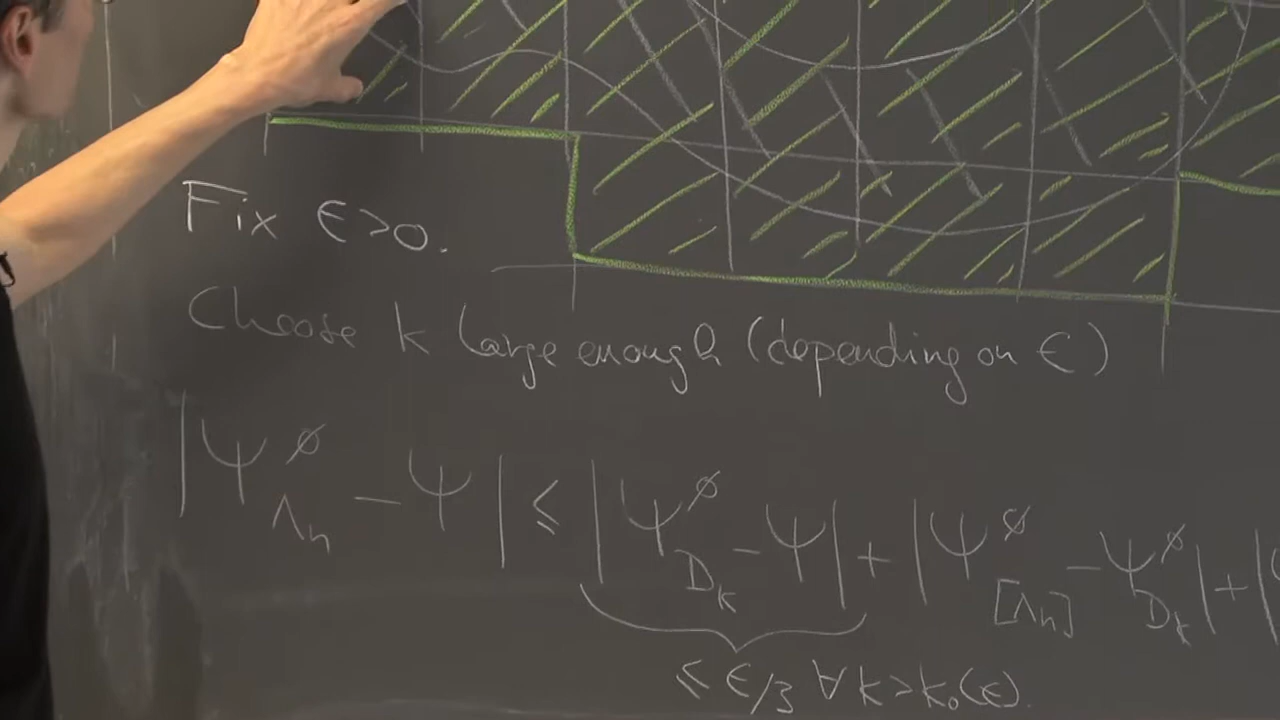 Fix ϵ>0.
Choose k large enough (depending on ϵ)
|Ψ^∅_{Λ_n} − Ψ| ≤ |Ψ^∅_{D_k} − Ψ| + |Ψ^∅_{[Λ_n]} − Ψ^∅_{D_k}| + |
≤ ϵ/3 ∀ k > k₀(ϵ).